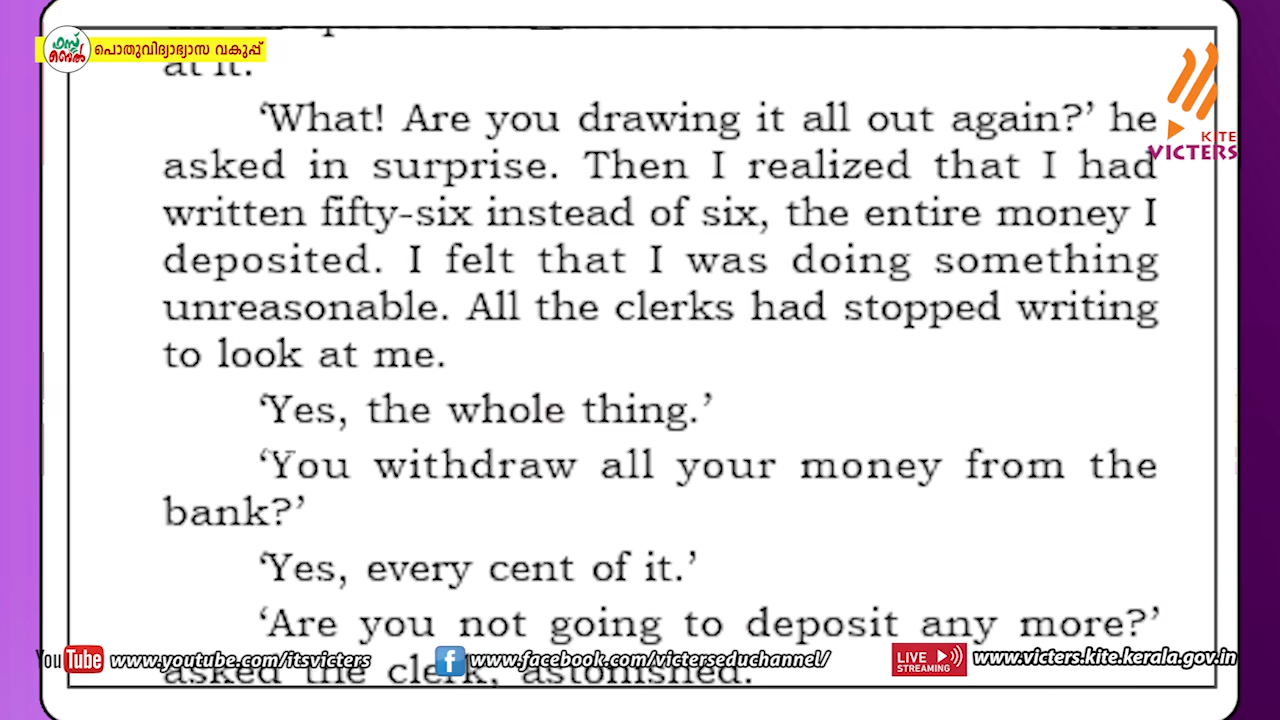 ഫസ്റ്റ്ബെൽ
പൊതുവിദ്യാഭ്യാസ വകുപ്പ്
KITE
VICTERS
at it.
‘What! Are you drawing it all out again?’ he
asked in surprise. Then I realized that I had
written fifty-six instead of six, the entire money I
deposited. I felt that I was doing something
unreasonable. All the clerks had stopped writing
to look at me.
‘Yes, the whole thing.’
‘You withdraw all your money from the
bank?’
‘Yes, every cent of it.’
‘Are you not going to deposit any more?’
asked the clerk, astonished.
YouTube www.youtube.com/itsvicters
f www.facebook.com/victerseduchannel/
LIVE STREAMING www.victers.kite.kerala.gov.in